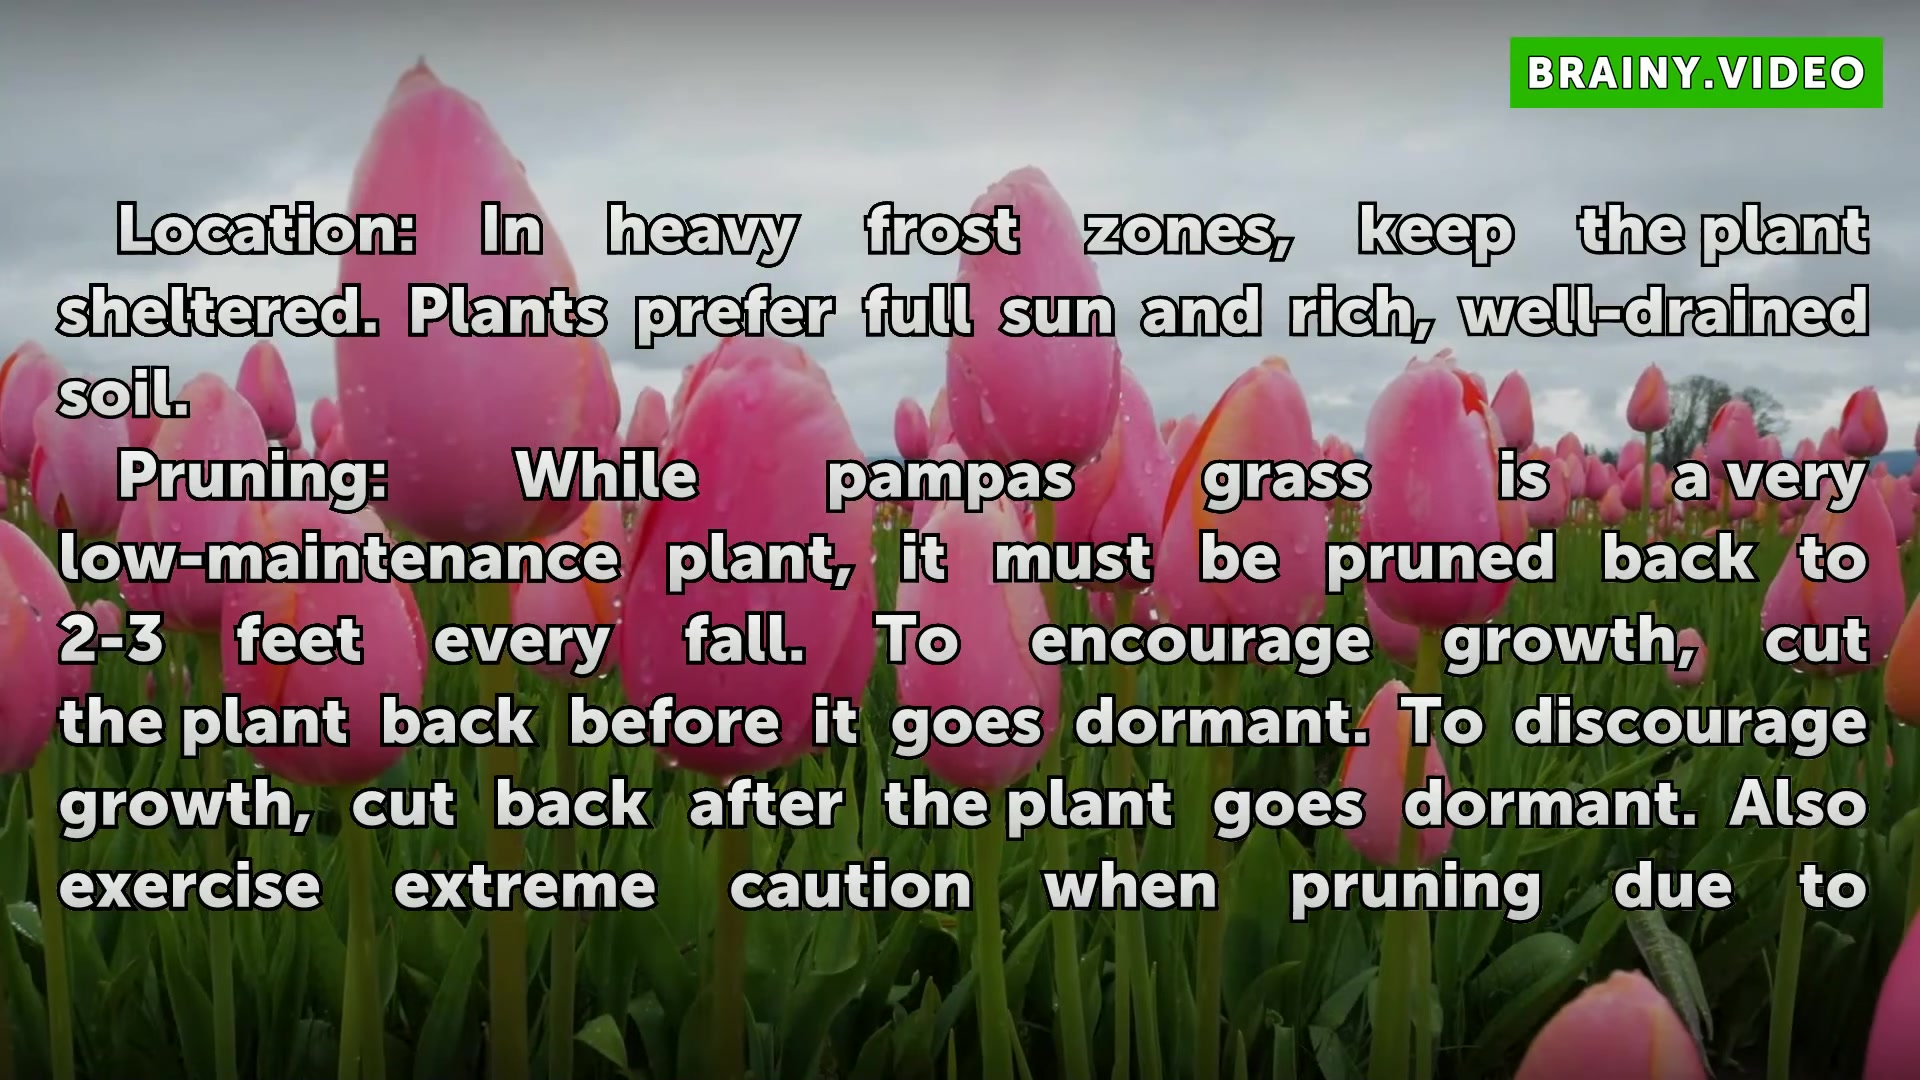 BRAINY.VIDEO
Location: In heavy frost zones, keep the plant
sheltered. Plants prefer full sun and rich, well-drained
soil.
Pruning: While pampas grass is a very
low-maintenance plant, it must be pruned back to
2-3 feet every fall. To encourage growth, cut
the plant back before it goes dormant. To discourage
growth, cut back after the plant goes dormant. Also
exercise extreme caution when pruning due to